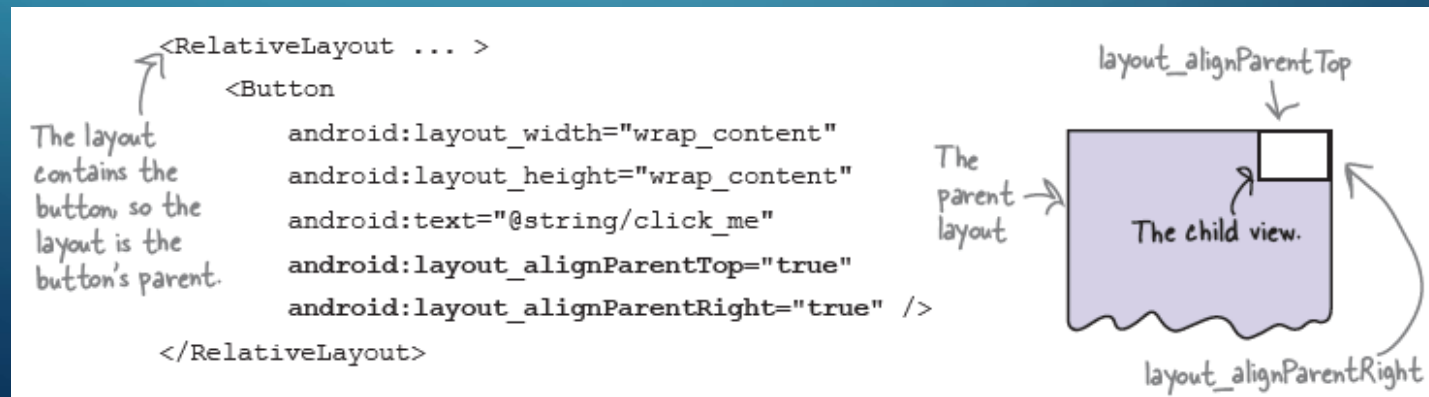 <RelativeLayout ... >
<Button
android:layout_width="wrap_content"
android:layout_height="wrap_content"
android:text="@string/click_me"
android:layout_alignParentTop="true"
android:layout_alignParentRight="true" />
</RelativeLayout>
The layout
contains the
button, so the
layout is the
button's parent.
layout_alignParentTop
The
parent
layout
The child view.
layout_alignParentRight